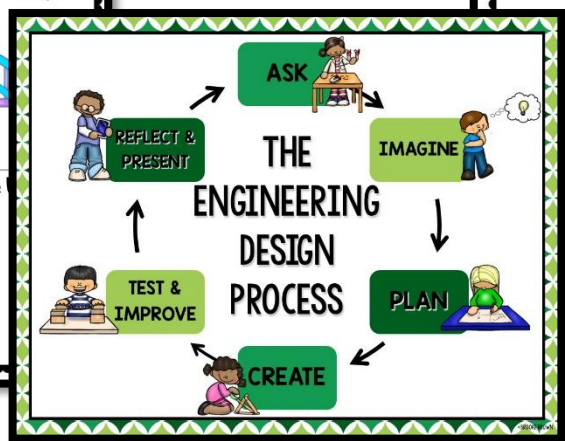 ASK
IMAGINE
PLAN
CREATE
TEST &
IMPROVE
REFLECT &
PRESENT
THE
ENGINEERING
DESIGN
PROCESS